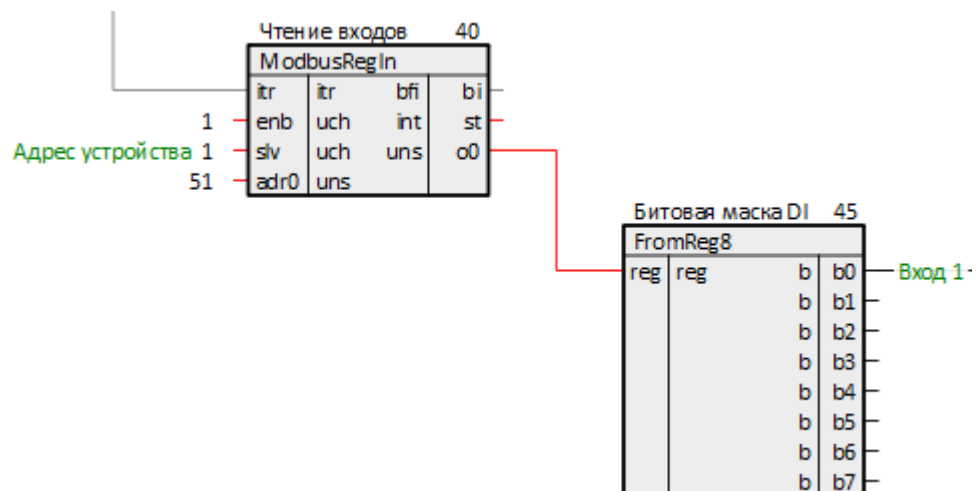 Чтение входов 40
ModbusRegIn
itr itr bfi bi
1 enb uch int st
Адрес устройства 1 slv uch uns o0
51 adr0 uns
Битовая маска DI 45
FromReg8
reg reg b b0 Вход 1
b b1
b b2
b b3
b b4
b b5
b b6
b b7